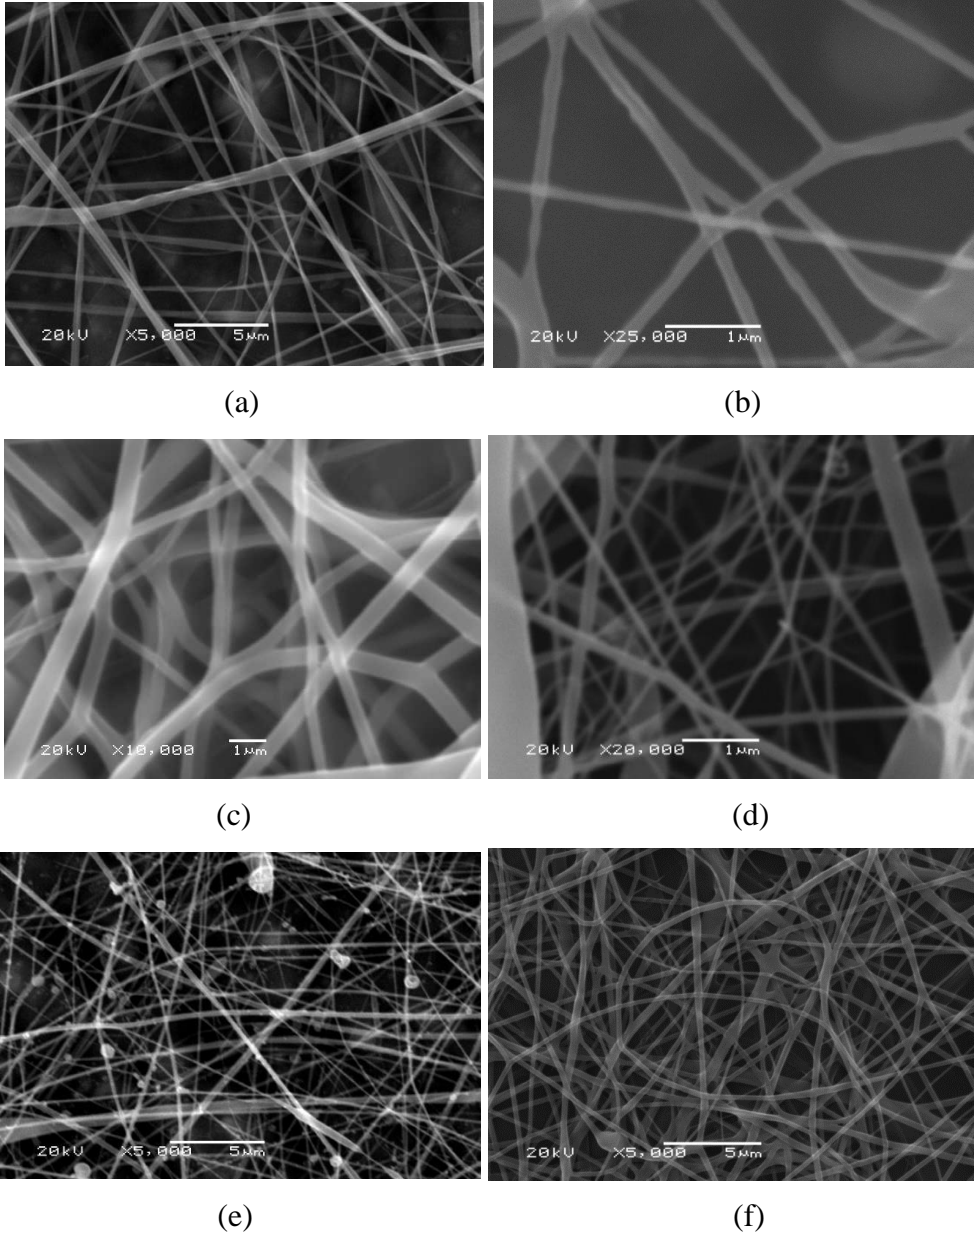 20kV X5,000 5μm
20kV X25,000 1μm
(a)
(b)
20kV X10,000 1μm
20kV X20,000 1μm
(c)
(d)
20kV X5,000 5μm
20kV X5,000 5μm
(e)
(f)